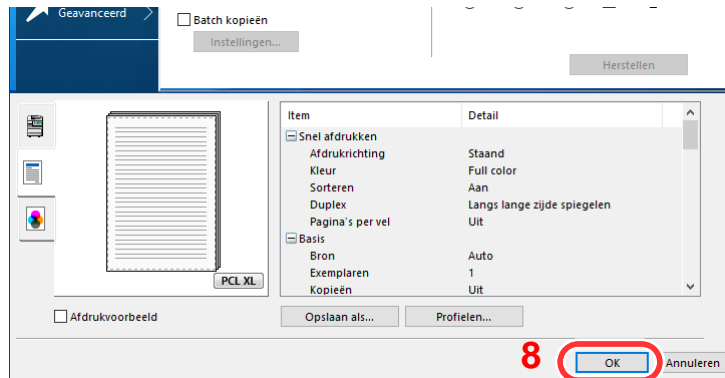 Geavanceerd
Batch kopieën
Instellingen...
Herstellen
Item Detail
Snel afdrukken
Afdrukrichting Staand
Kleur Full color
Sorteren Aan
Duplex Langs lange zijde spiegelen
Pagina's per vel Uit
Basis
Bron Auto
Exemplaren 1
Kopieën Uit
PCL XL
Afdrukvoorbeeld
Opslaan als... Profielen...
8 OK Annuleren